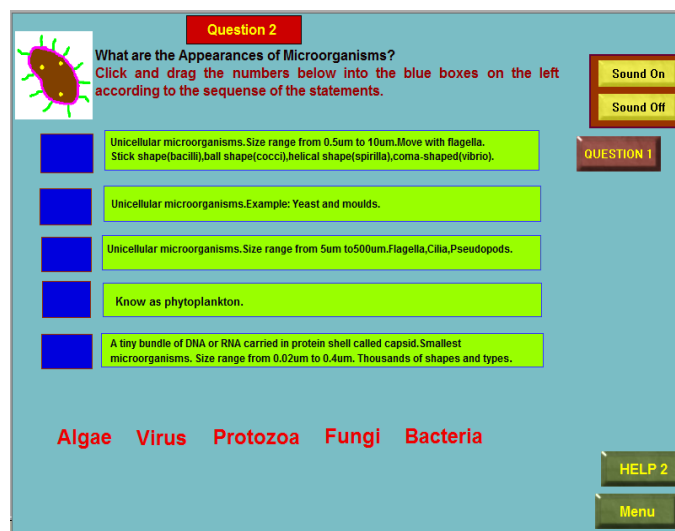 Question 2
What are the Appearances of Microorganisms?
Click and drag the numbers below into the blue boxes on the left
according to the sequense of the statements.
Sound On
Sound Off
QUESTION 1
Unicellular microorganisms.Size range from 0.5um to 10um.Move with flagella.
Stick shape(bacilli),ball shape(cocci),helical shape(spirilla),coma-shaped(vibrio).
Unicellular microorganisms.Example: Yeast and moulds.
Unicellular microorganisms.Size range from 5um to500um.Flagella,Cilia,Pseudopods.
Know as phytoplankton.
A tiny bundle of DNA or RNA carried in protein shell called capsid.Smallest
microorganisms. Size range from 0.02um to 0.4um. Thousands of shapes and types.
Algae Virus Protozoa Fungi Bacteria
HELP 2
Menu